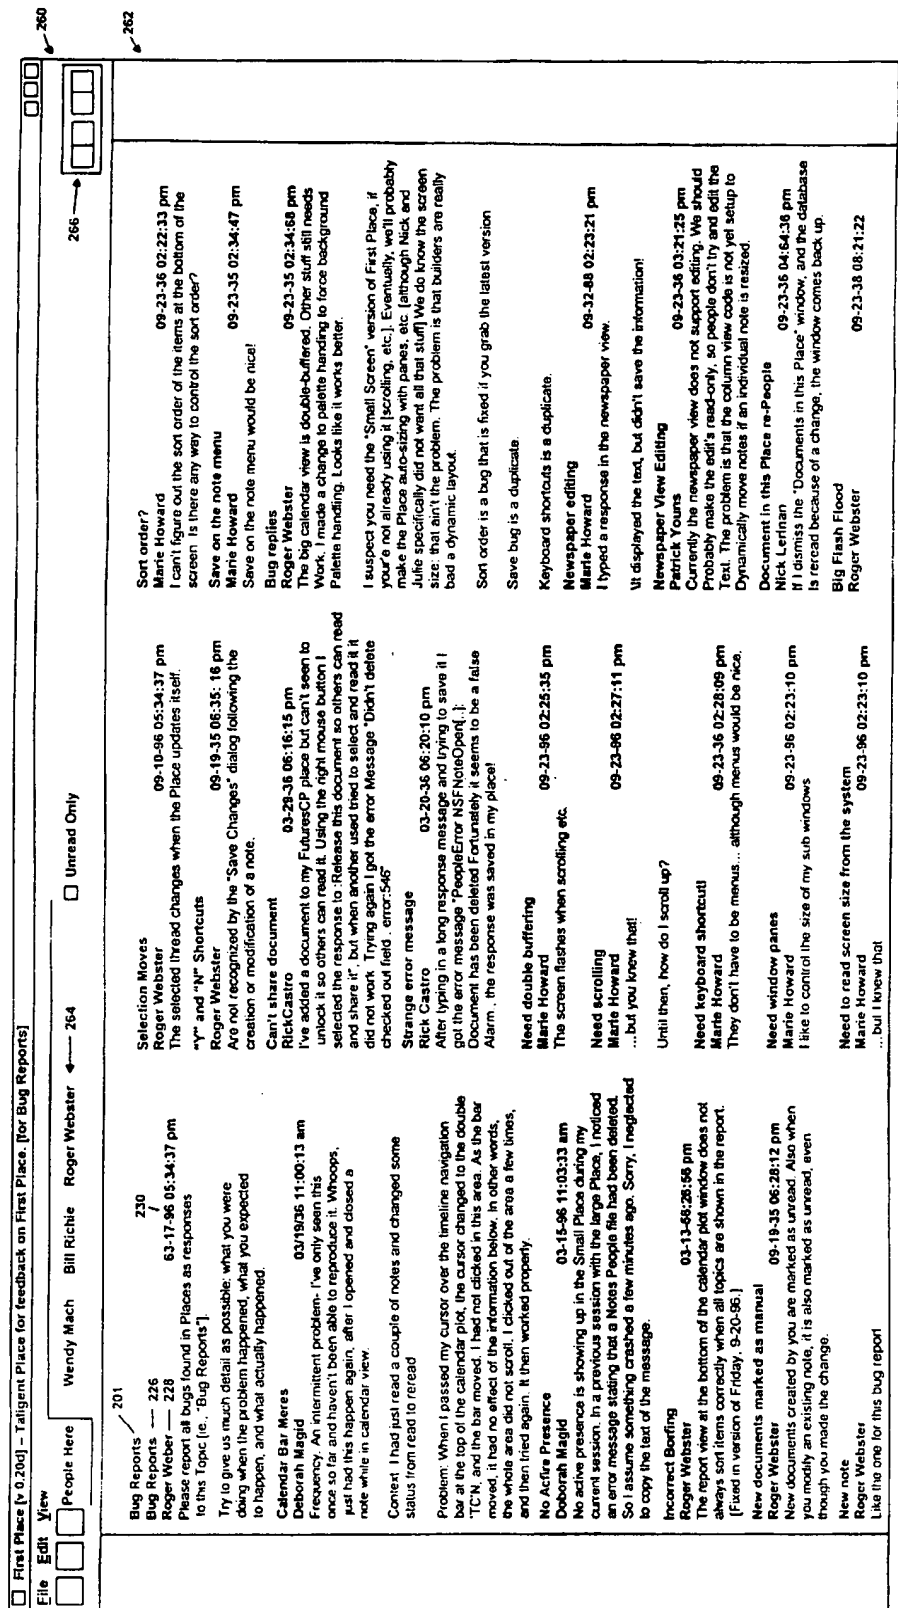 260
262
First Place [v 0,20d] – Taligent Place for feedback on First Place. [for Bug Reports]
File Edit View
People Here Wendy Mach Bill Richie Roger Webster 264 Unread Only 266
201
Bug Reports
Bug Reports 226 230
Roger Weber 228 63-17-96 05:34:37 pm
Please report all bugs found in Places as responses
to this Topic [ie., "Bug Reports"].
Try to give us much detail as possible: what you were
doing when the problem happened, what you expected
to happen, and what actually happened.
Calendar Bar Meres
Deborah Magid 03/19/36 11:00:13 am
Frequency: An intermittent problem- I've only seen this
once so far and haven't been able to reproduce it. Whoops,
just had this happen again, after I opened and closed a
note while in calendar view.
Context I had just read a couple of notes and changed some
status from read to reread
Problem: When I passed my cursor over the timeline navigation
bar at the top of the calendar plot, the cursor changed to the double
'TC'N, and the bar moved. I had not clicked in this area. As the bar
moved, it had no effect of the information below. In other words,
the whole area did not scroll. I clicked out of the area a few times,
and then tried again. It then worked properly.
No Acfire Presence
Deborah Magid 03-15-96 11:03:33 am
No active presence is showing up in the Small Place during my
current session. In a previous session with the large Place, I noticed
an error message stating that a Notes People file had been deleted.
So I assume something crashed a few minutes ago. Sorry, I neglected
to copy the text of the message.
Incorrect Borfing
Roger Webster 03-13-66:26:56 pm
The report view at the bottom of the calendar plot window does not
always sort items correctly when all topics are shown in the report.
[Fixed in version of Friday, 9-20-96.]
New documents marked as manual
Roger Webster 09-19-35 06:28:12 pm
New documents created by you are marked as unread. Also when
you modify an existing note, it is also marked as unread, even
though you made the change.
New note
Roger Webster
Like the one for this bug report
Selection Moves
Roger Webster 09-10-96 05:34:37 pm
The selected thread changes when the Place updates itself.
"Y" and "N" Shortcuts
Roger Webster 09-19-35 06:35: 16 pm
Are not recognized by the "Save Changes" dialog following the
creation or modification of a note.
Can't share document
RickCastro 03-29-36 06:16:15 pm
I've added a document to my FuturesCP place but can't seen to
unlock it so others can read it. Using the right mouse button I
selected the response to :Release this document so others can read
and share it", but when another used tried to select and read it it
did not work Trying again I got the error Message "Didn't delete
checked out field . error:546"
Strange error message
Rick Castro 03-20-36 06:20:10 pm
After typing in a long response message and trying to save it I
got the error message "PeopleError NSFNoteOpen[..]:
Document has been deleted Fortunately it seems to be a false
Alarm .. the response was saved in my place!
Need double buffering
Marie Howard 09-23-96 02:25:35 pm
The screen flashes when scrolling etc.
Need scrolling
Marie Howard 09-23-96 02:27:11 pm
...but you knew that!
Until then, how do I scroll up?
Need keyboard shortcut!
Marie Howard 09-23-36 02:28:09 pm
They don't have to be menus... although menus would be nice.
Need window panes
Marie Howard 09-23-96 02:23:10 pm
I like to control the size of my sub windows
Need to read screen size from the system
Marie Howard 09-23-96 02:23:10 pm
...but I knew that
Sort order?
Marie Howard 09-23-36 02:22:33 pm
I can't figure out the sort order of the items at the bottom of the
screen Is there any way to control the sort order?
Save on the note menu
Marie Howard 09-23-35 02:34:47 pm
Save on the note menu would be nice!
Bug replies
Roger Webster 09-23-35 02:34:68 pm
The big calendar view is double-buffered. Other stuff still needs
Work. I made a change to palette handing to force background
Palette handling. Looks like it works better.
I suspect you need the "Small Screen" version of First Place, if
your'e not already using it [scrolling, etc.]. Eventually, we'll probably
make the Place auto-sizing with panes, etc. [although Nick and
Julie specifically did not want all that stuff] We do know the screen
size: that ain't the problem. The problem is that builders are really
bad a dynamic layout.
Sort order is a bug that is fixed if you grab the latest version
Save bug is a duplicate.
Keyboard shortcuts is a duplicate.
Newspaper editing
Marie Howard 09-32-88 02:23:21 pm
I typed a response in the newspaper view.
\It displayed the text, but didn't save the information!
Newspaper View Editing
Patrick Youns 09-23-36 03:21:25 pm
Currently the newspaper view does not support editing. We should
Probably make the edit's read-only, so people don't try and edit the
Text. The problem is that the column view code is not yet setup to
Dynamically move notes if an individual note is resized.
Document in this Place re-People
Nick Lerinan 09-23-36 04:64:36 pm
If I dismiss the "Documents in this Place" window, and the database
Is reread because of a change, the window comes back up.
Big Flash Flood
Roger Webster 09-23-38 08:21:22